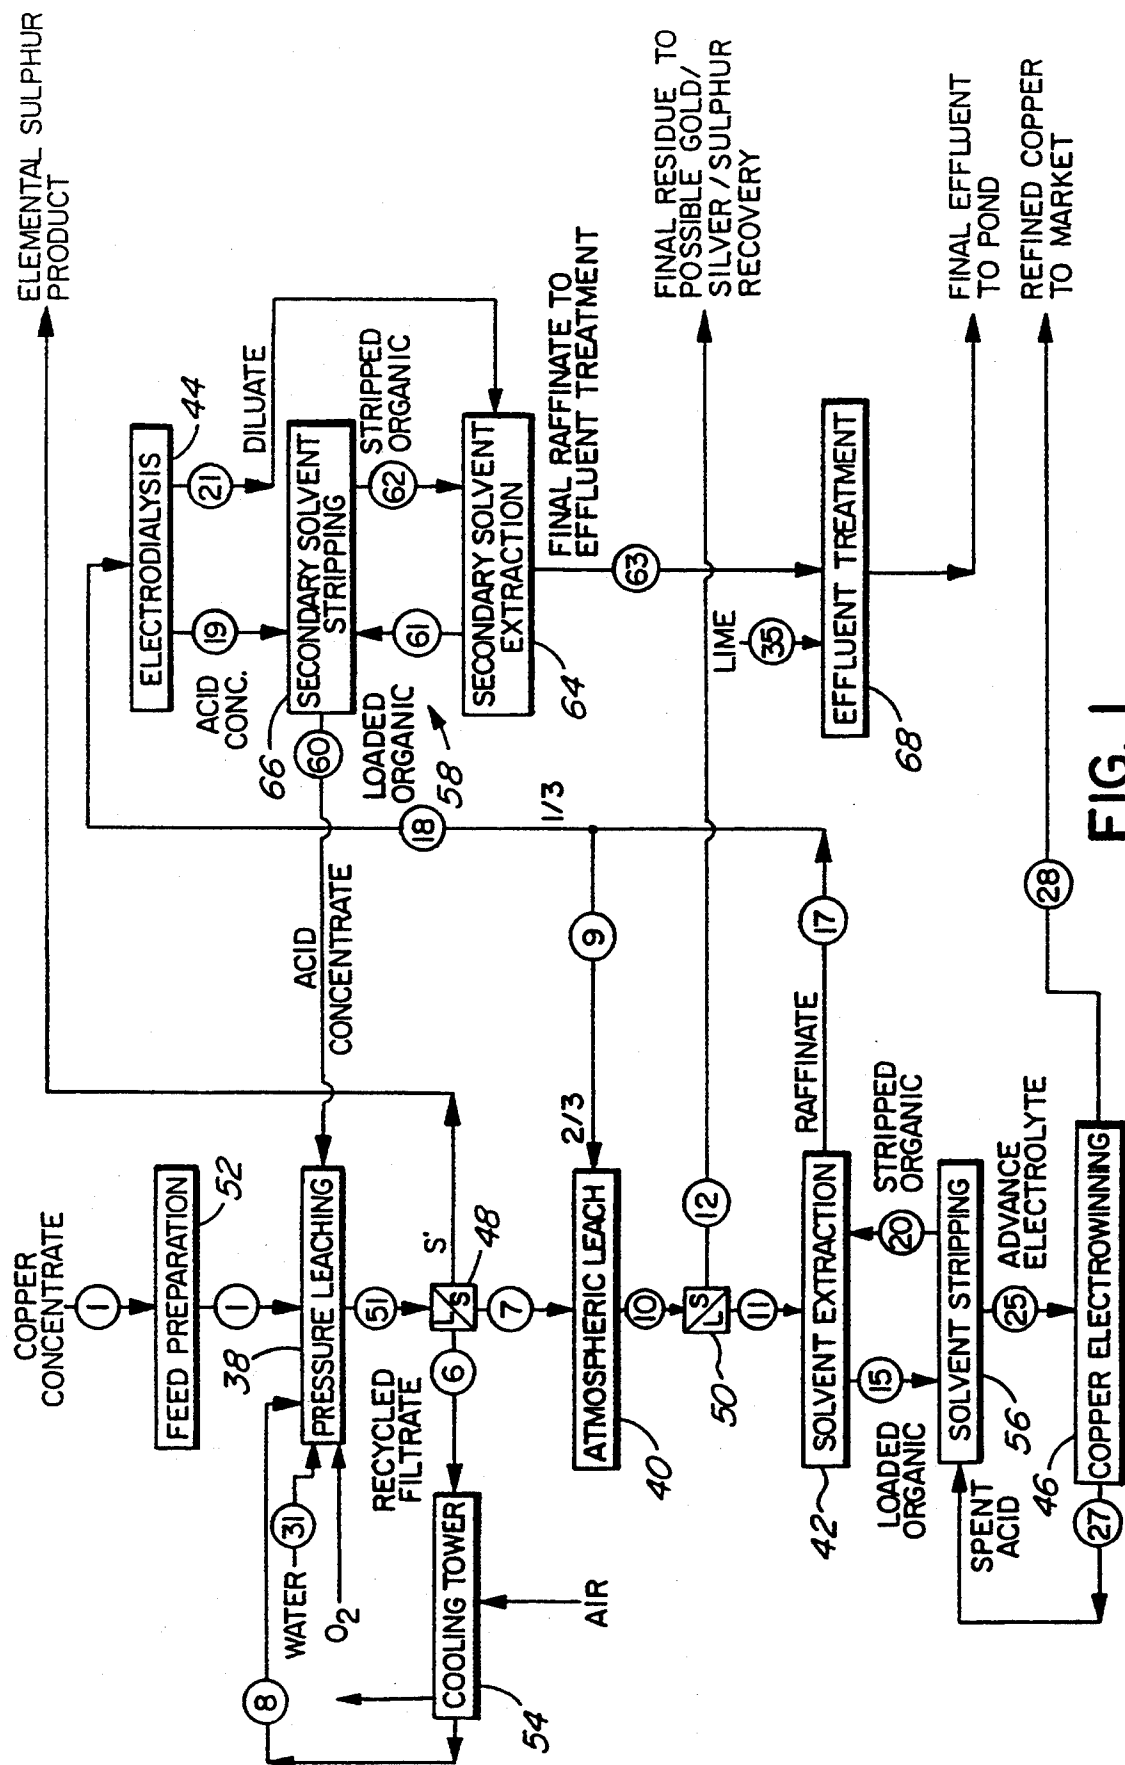 COPPER
CONCENTRATE
1
FEED PREPARATION
52
1
38
PRESSURE LEACHING
8
WATER
31
O2
51
L/S
48
S°
ELEMENTAL SULPHUR
PRODUCT
RECYCLED
FILTRATE
6
COOLING TOWER
54
AIR
7
ATMOSPHERIC LEACH
40
2/3
9
1/3
10
L/S
50
12
FINAL RESIDUE TO
POSSIBLE GOLD/
SILVER/SULPHUR
RECOVERY
11
SOLVENT EXTRACTION
42
RAFFINATE
17
18
LOADED
ORGANIC
15
20
STRIPPED
ORGANIC
SOLVENT STRIPPING
56
SPENT
ACID
25
ADVANCE
ELECTROLYTE
46
COPPER ELECTROWINNING
27
28
REFINED COPPER
TO MARKET
ELECTRODIALYSIS
44
ACID
CONC.
19
21
DILUATE
SECONDARY SOLVENT
STRIPPING
66
60
ACID
CONCENTRATE
LOADED
ORGANIC
61
62
STRIPPED
ORGANIC
58
SECONDARY SOLVENT
EXTRACTION
64
FINAL RAFFINATE TO
EFFLUENT TREATMENT
63
LIME
35
EFFLUENT TREATMENT
68
FINAL EFFLUENT
TO POND
FIG. 1